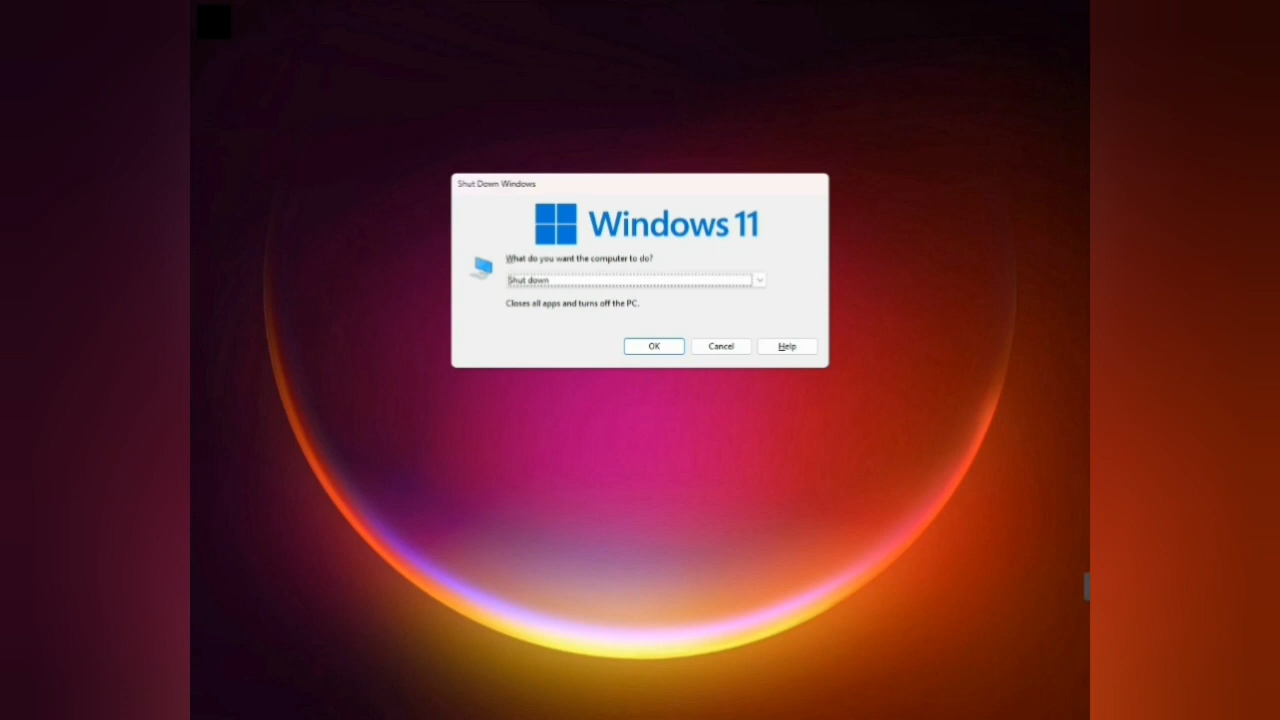 Shut Down Windows
Windows 11
What do you want the computer to do?
Shut down
Closes all apps and turns off the PC.
OK Cancel Help